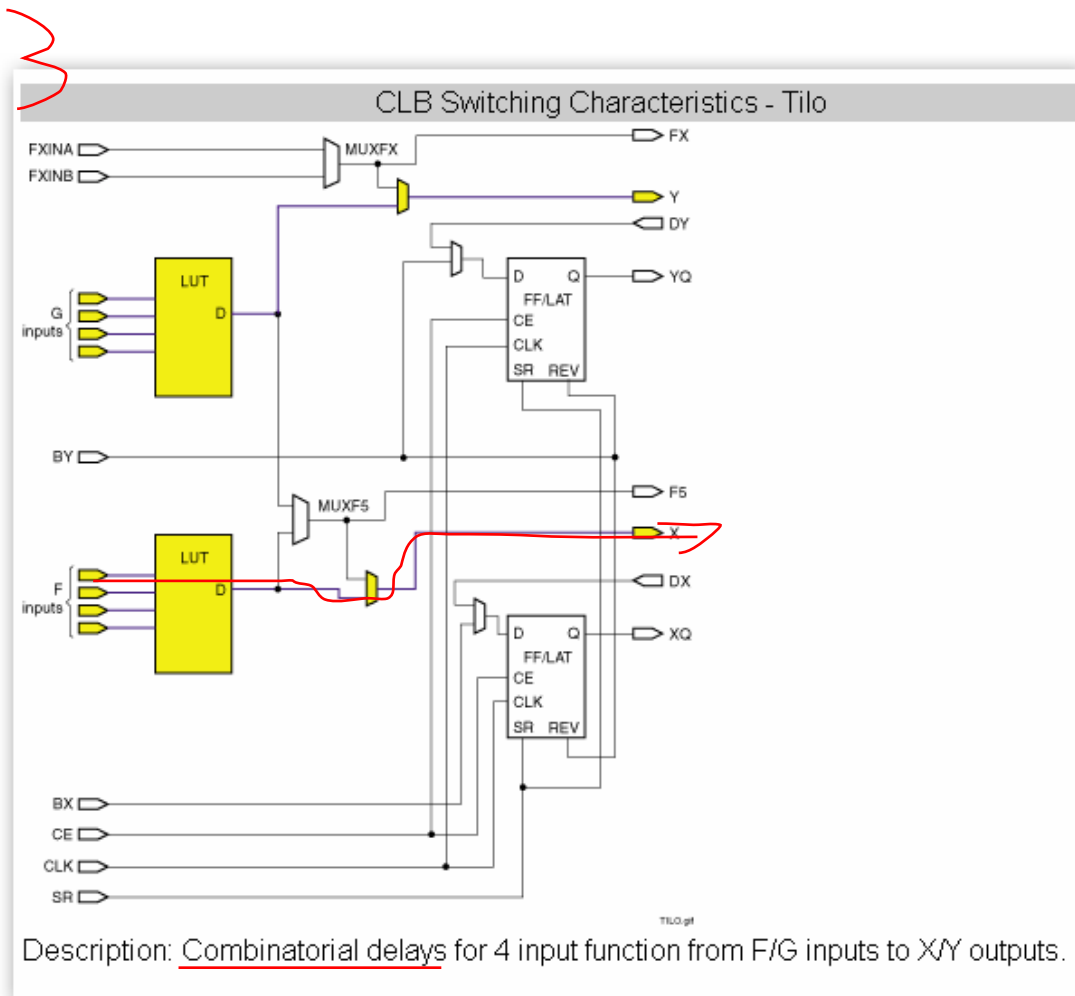 3
CLB Switching Characteristics - Tilo
FXINA
FXINB
MUXFX
FX
Y
DY
LUT
D
G
inputs
D Q
FF/LAT
CE
CLK
SR REV
YQ
BY
MUXF5
F5
X
LUT
D
F
inputs
DX
D Q
FF/LAT
CE
CLK
SR REV
XQ
BX
CE
CLK
SR
TILO.gif
Description: Combinatorial delays for 4 input function from F/G inputs to X/Y outputs.